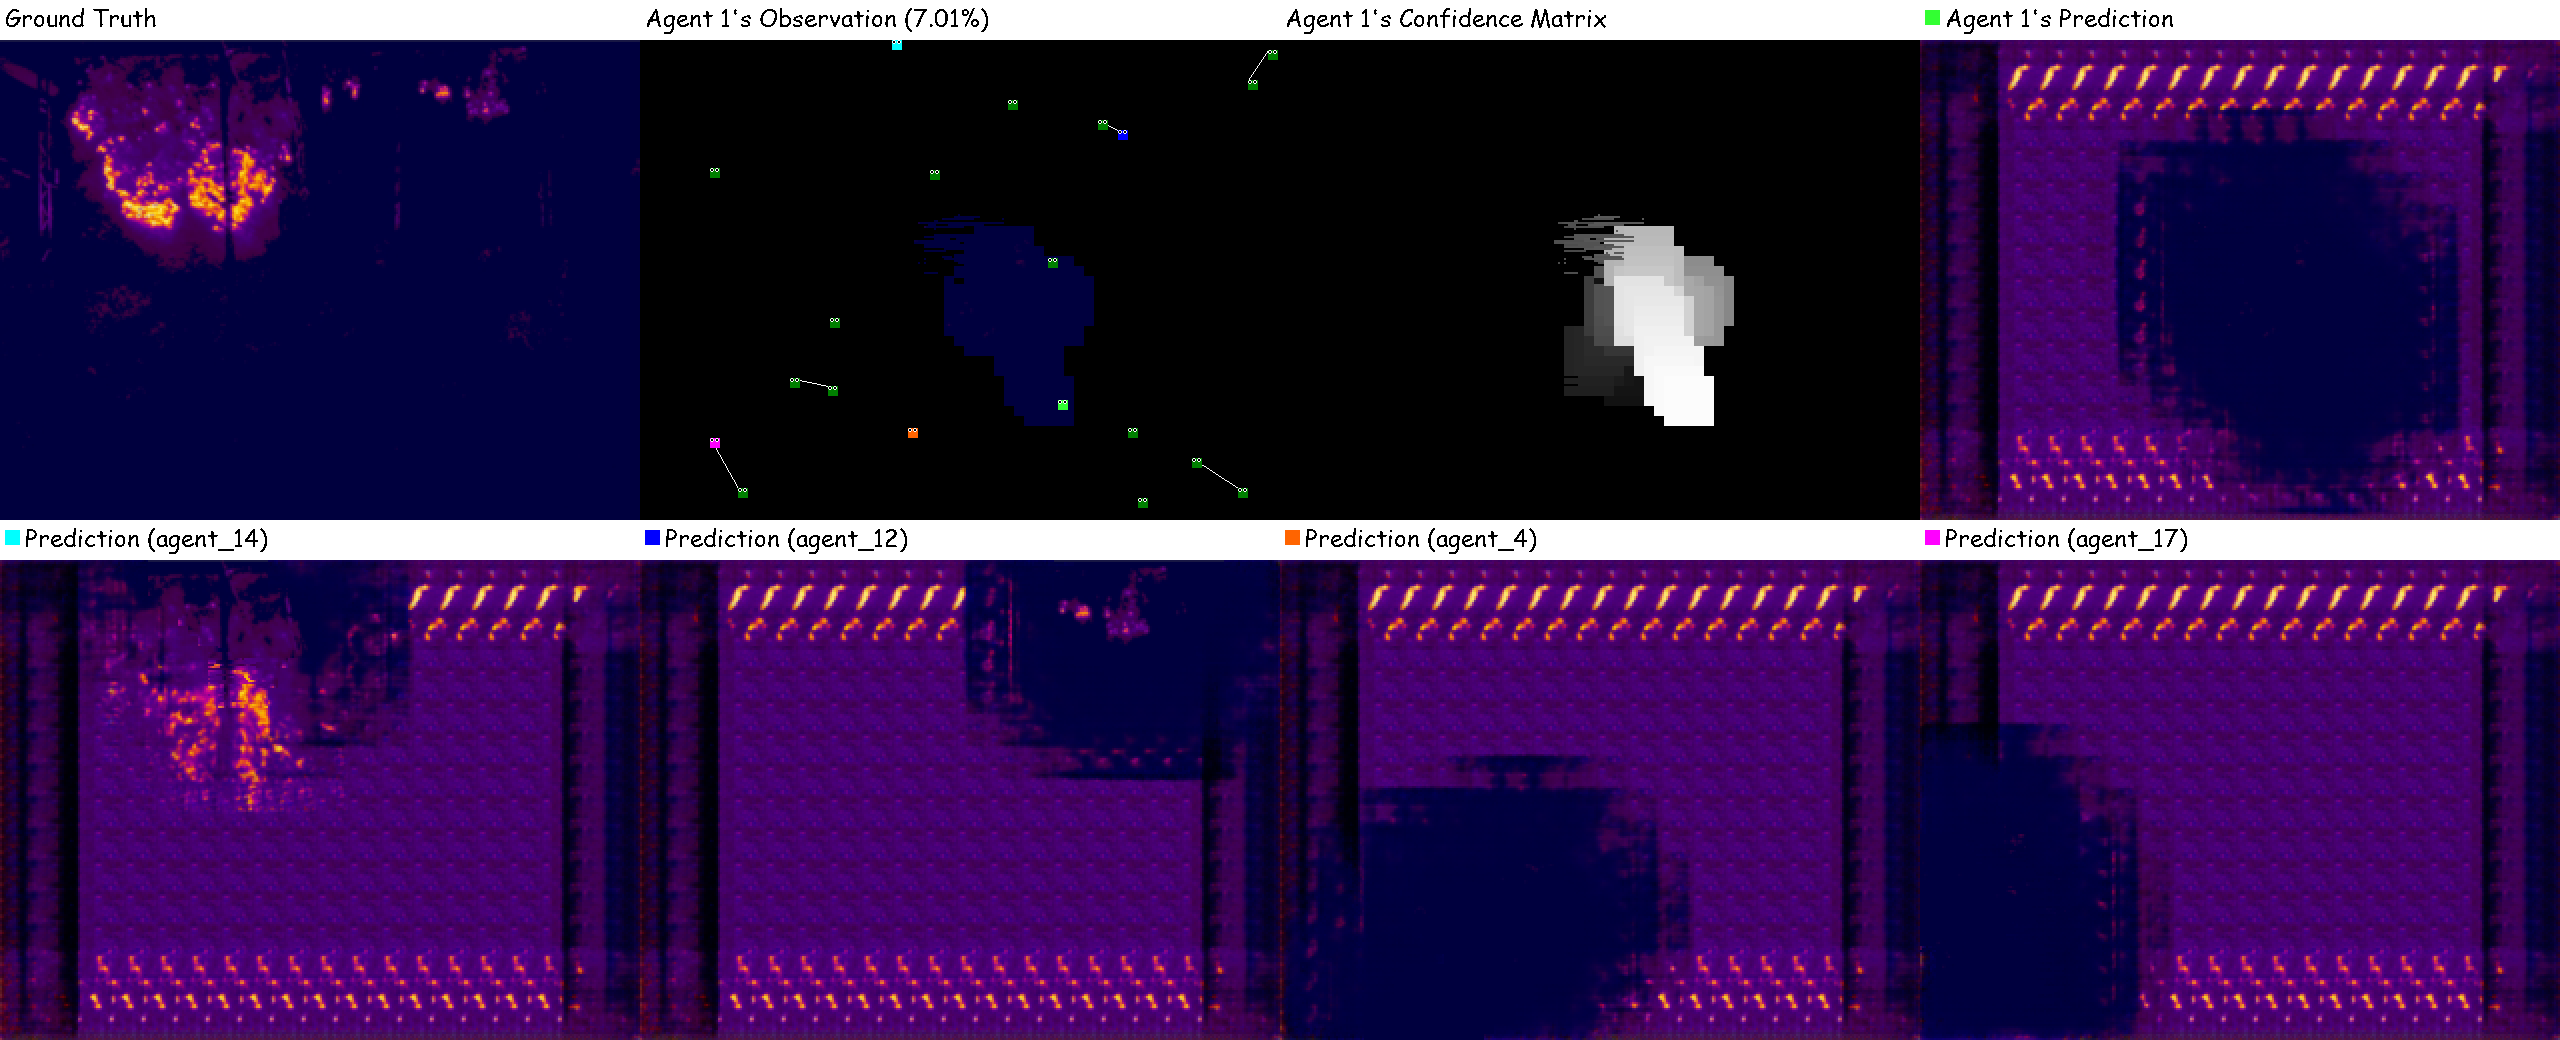 Ground Truth
Agent 1's Observation (7.01%)
Agent 1's Confidence Matrix
Agent 1's Prediction
Prediction (agent_14)
Prediction (agent_12)
Prediction (agent_4)
Prediction (agent_17)